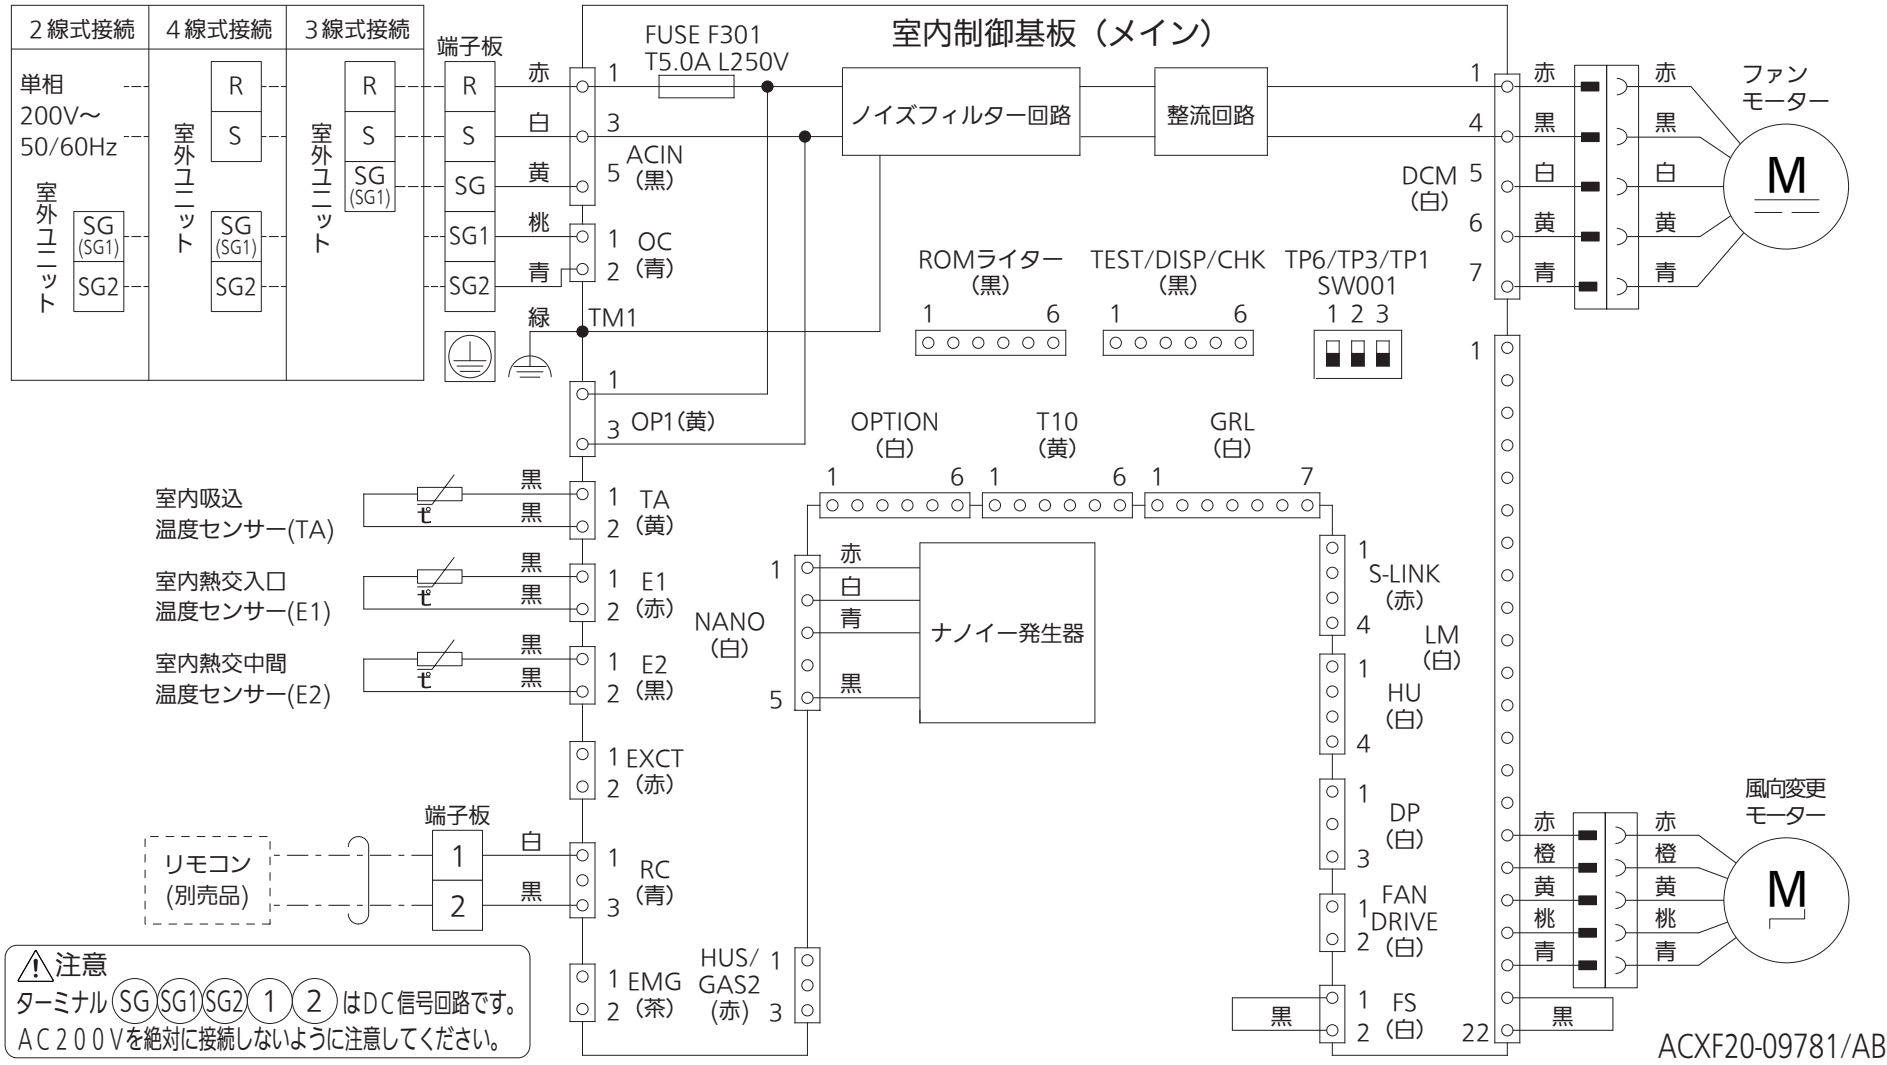 室内制御基板（メイン）
２線式接続
４線式接続
３線式接続
端子板
単相
200V～
50/60Hz
室外ユニット
SG
(SG1)
SG2
室外ユニット
R
S
SG
(SG1)
SG2
室外ユニット
R
S
SG
(SG1)
R
S
SG
SG1
SG2
赤
白
黄
桃
青
緑
1
3
5
ACIN
（黒）
1
2
OC
（青）
TM1
FUSE F301
T5.0A L250V
ノイズフィルター回路
整流回路
1
3
OP1（黄）
ROMライター
（黒）
1 6
TEST/DISP/CHK
（黒）
1 6
TP6/TP3/TP1
SW001
1 2 3
1
4
5
6
7
DCM
（白）
赤 赤
黒 黒
白 白
黄 黄
青 青
ファン
モーター
M
OPTION
（白）
1 6
T10
（黄）
1 6
GRL
（白）
1 7
室内吸込
温度センサー(TA)
t°
黒
黒
1
2
TA
（黄）
室内熱交入口
温度センサー(E1)
t°
黒
黒
1
2
E1
（赤）
室内熱交中間
温度センサー(E2)
t°
黒
黒
1
2
E2
（黒）
1
2
EXCT
（赤）
端子板
リモコン
(別売品)
1
2
白
黒
1
3
RC
（青）
1
2
EMG
（茶）
NANO
（白）
1
5
赤
白
青
黒
ナノイー発生器
HUS/
GAS2
（赤）
1
3
1
4
S-LINK
（赤）
1
4
HU
（白）
1
3
DP
（白）
1
2
FAN
DRIVE
（白）
1
2
FS
（白）
黒
1
22
LM
（白）
赤 赤
橙 橙
黄 黄
桃 桃
青 青
黒
風向変更
モーター
M
注意
ターミナル SG SG1 SG2 1 2 はＤＣ信号回路です。
ＡＣ２００Ｖを絶対に接続しないように注意してください。
ACXF20-09781/AB